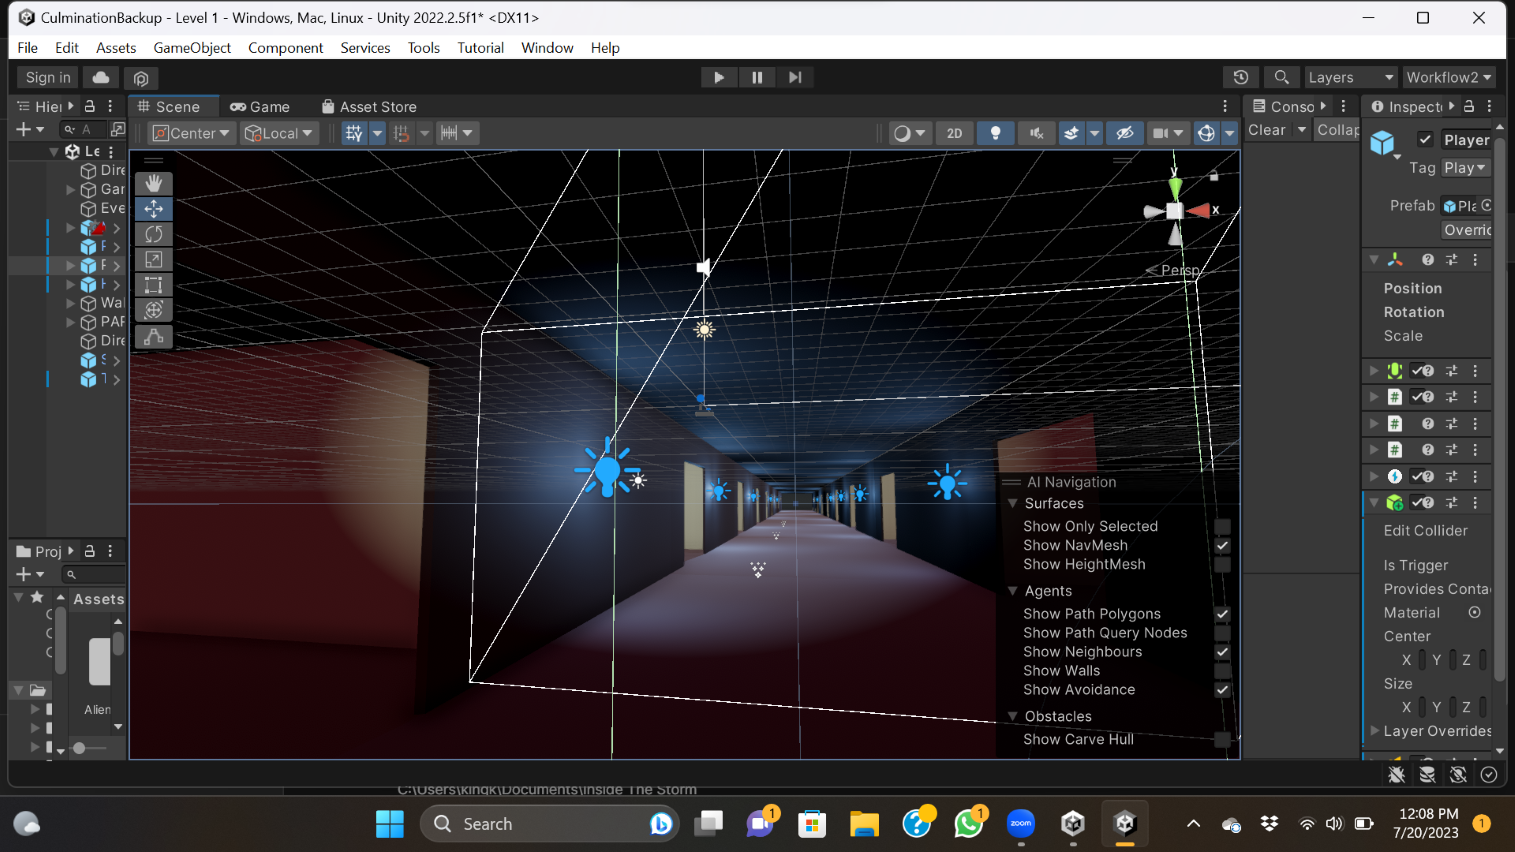 CulminationBackup - Level 1 - Windows, Mac, Linux - Unity 2022.2.5f1* <DX11>
File Edit Assets GameObject Component Services Tools Tutorial Window Help
Sign in Layers Workflow2
Hier Scene Game Asset Store Conso Inspect
A Center Local 2D Clear Collap
Le
Dire
Gar
Eve
Wal
PAR
Dire
y
x
Persp
AI Navigation
Surfaces
Show Only Selected
Show NavMesh
Show HeightMesh
Agents
Show Path Polygons
Show Path Query Nodes
Show Neighbours
Show Walls
Show Avoidance
Obstacles
Show Carve Hull
Player
Tag Play
Prefab Pla
Overric
Position
Rotation
Scale
Edit Collider
Is Trigger
Provides Conta
Material
Center
X Y Z
Size
X Y Z
Layer Overrides
Proj
Assets
Alien
C:\Users\kingk\Documents\Inside The Storm
Search
1
1
zoom
12:08 PM
7/20/2023
1